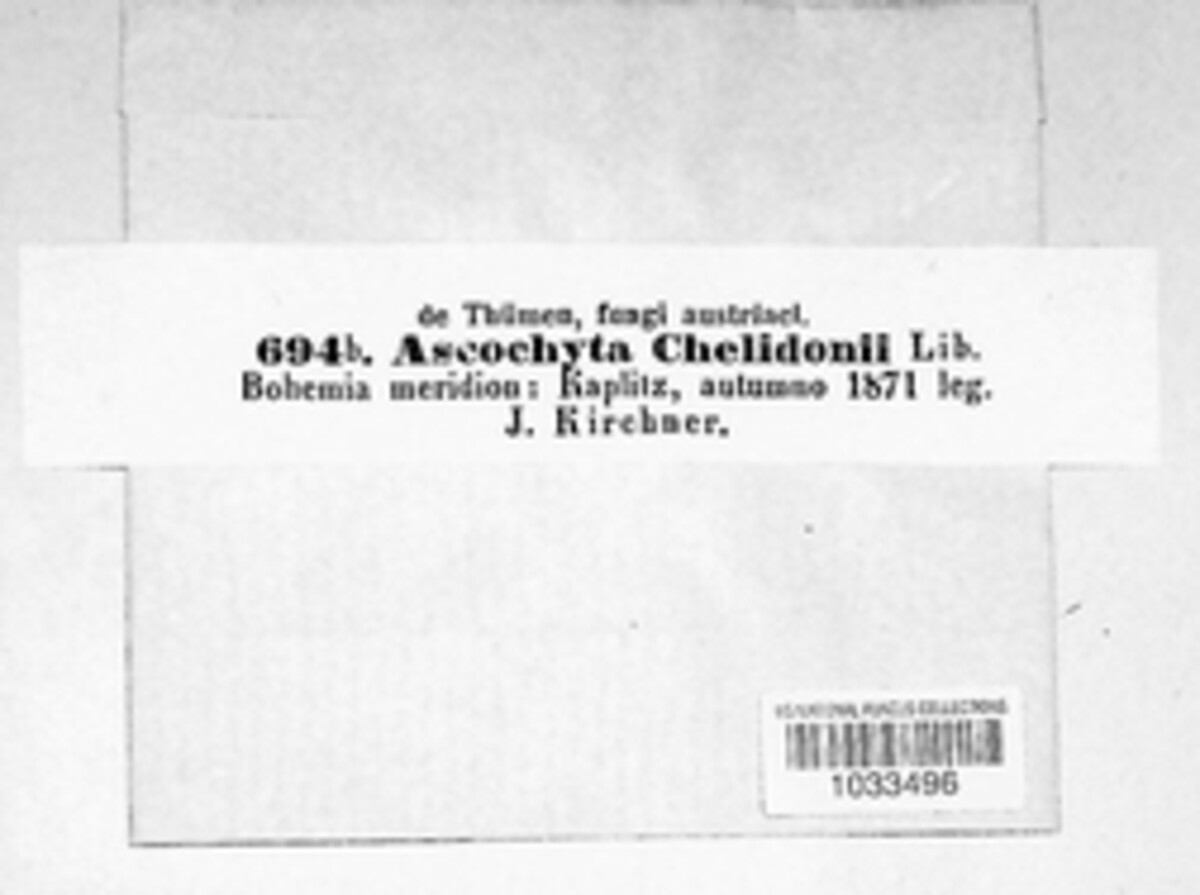 de Thümen, fungi austriaci.
694b. Ascochyta Chelidonii Lib.
Bohemia meridion: Kaplitz, autumno 1871 leg.
J. Kirchner.
US NATIONAL FUNGUS COLLECTIONS
1033496